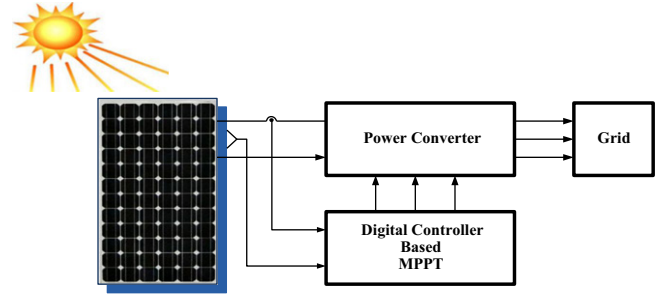 Power Converter
Grid
Digital Controller
Based
MPPT